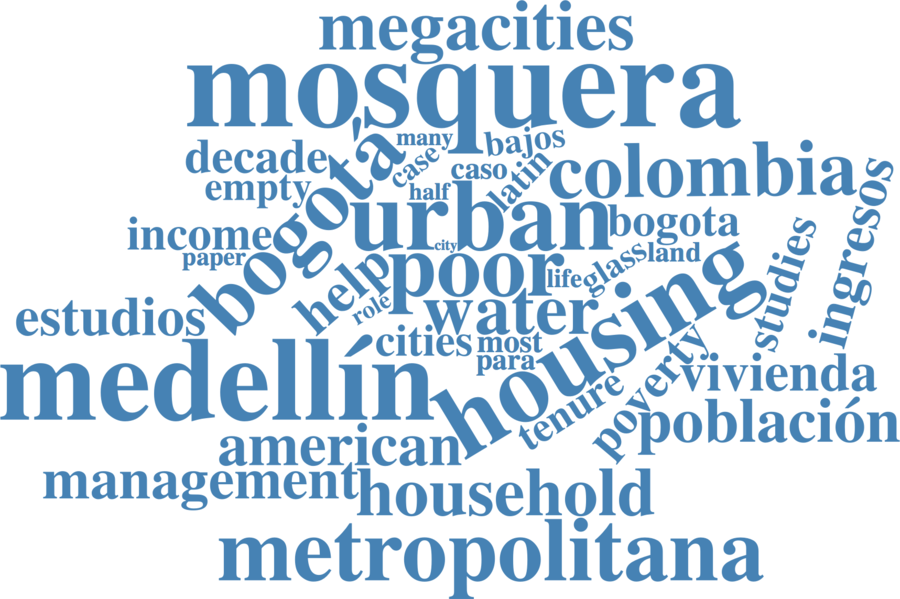 megacities
mosquera
many
bajos
decade
case
caso
latin
colombia
empty
half
bogotá
urban
bogota
ingresos
income
city
paper
poor
life
glass
land
studies
help
role
water
housing
estudios
cities
most
para
medellín
tenure
poverty
vivienda
población
american
management
household
metropolitana